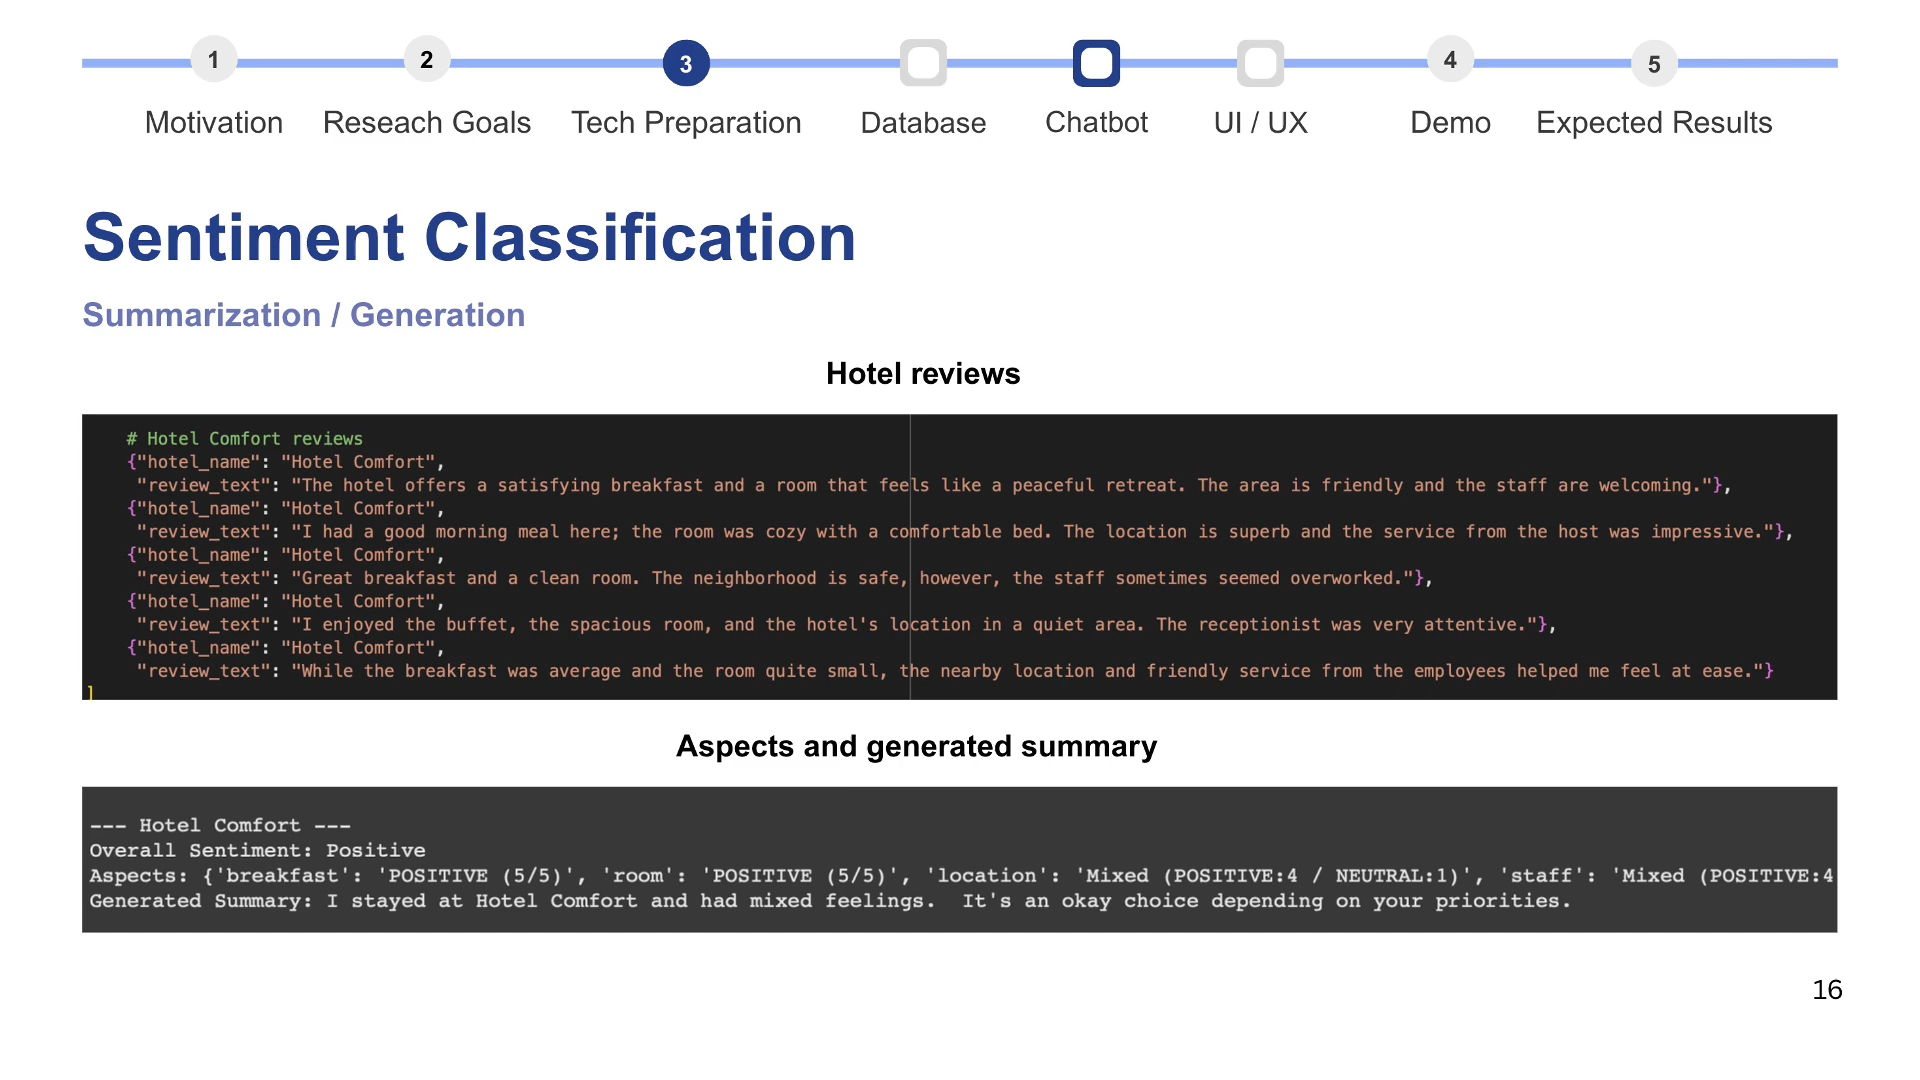 1 2 3 4 5
Motivation Reseach Goals Tech Preparation Database Chatbot UI / UX Demo Expected Results
Sentiment Classification
Summarization / Generation
Hotel reviews
# Hotel Comfort reviews
{"hotel_name": "Hotel Comfort",
"review_text": "The hotel offers a satisfying breakfast and a room that feels like a peaceful retreat. The area is friendly and the staff are welcoming."},
{"hotel_name": "Hotel Comfort",
"review_text": "I had a good morning meal here; the room was cozy with a comfortable bed. The location is superb and the service from the host was impressive."},
{"hotel_name": "Hotel Comfort",
"review_text": "Great breakfast and a clean room. The neighborhood is safe, however, the staff sometimes seemed overworked."},
{"hotel_name": "Hotel Comfort",
"review_text": "I enjoyed the buffet, the spacious room, and the hotel's location in a quiet area. The receptionist was very attentive."},
{"hotel_name": "Hotel Comfort",
"review_text": "While the breakfast was average and the room quite small, the nearby location and friendly service from the employees helped me feel at ease."}
]
Aspects and generated summary
--- Hotel Comfort ---
Overall Sentiment: Positive
Aspects: {'breakfast': 'POSITIVE (5/5)', 'room': 'POSITIVE (5/5)', 'location': 'Mixed (POSITIVE:4 / NEUTRAL:1)', 'staff': 'Mixed (POSITIVE:4
Generated Summary: I stayed at Hotel Comfort and had mixed feelings.  It's an okay choice depending on your priorities.
16